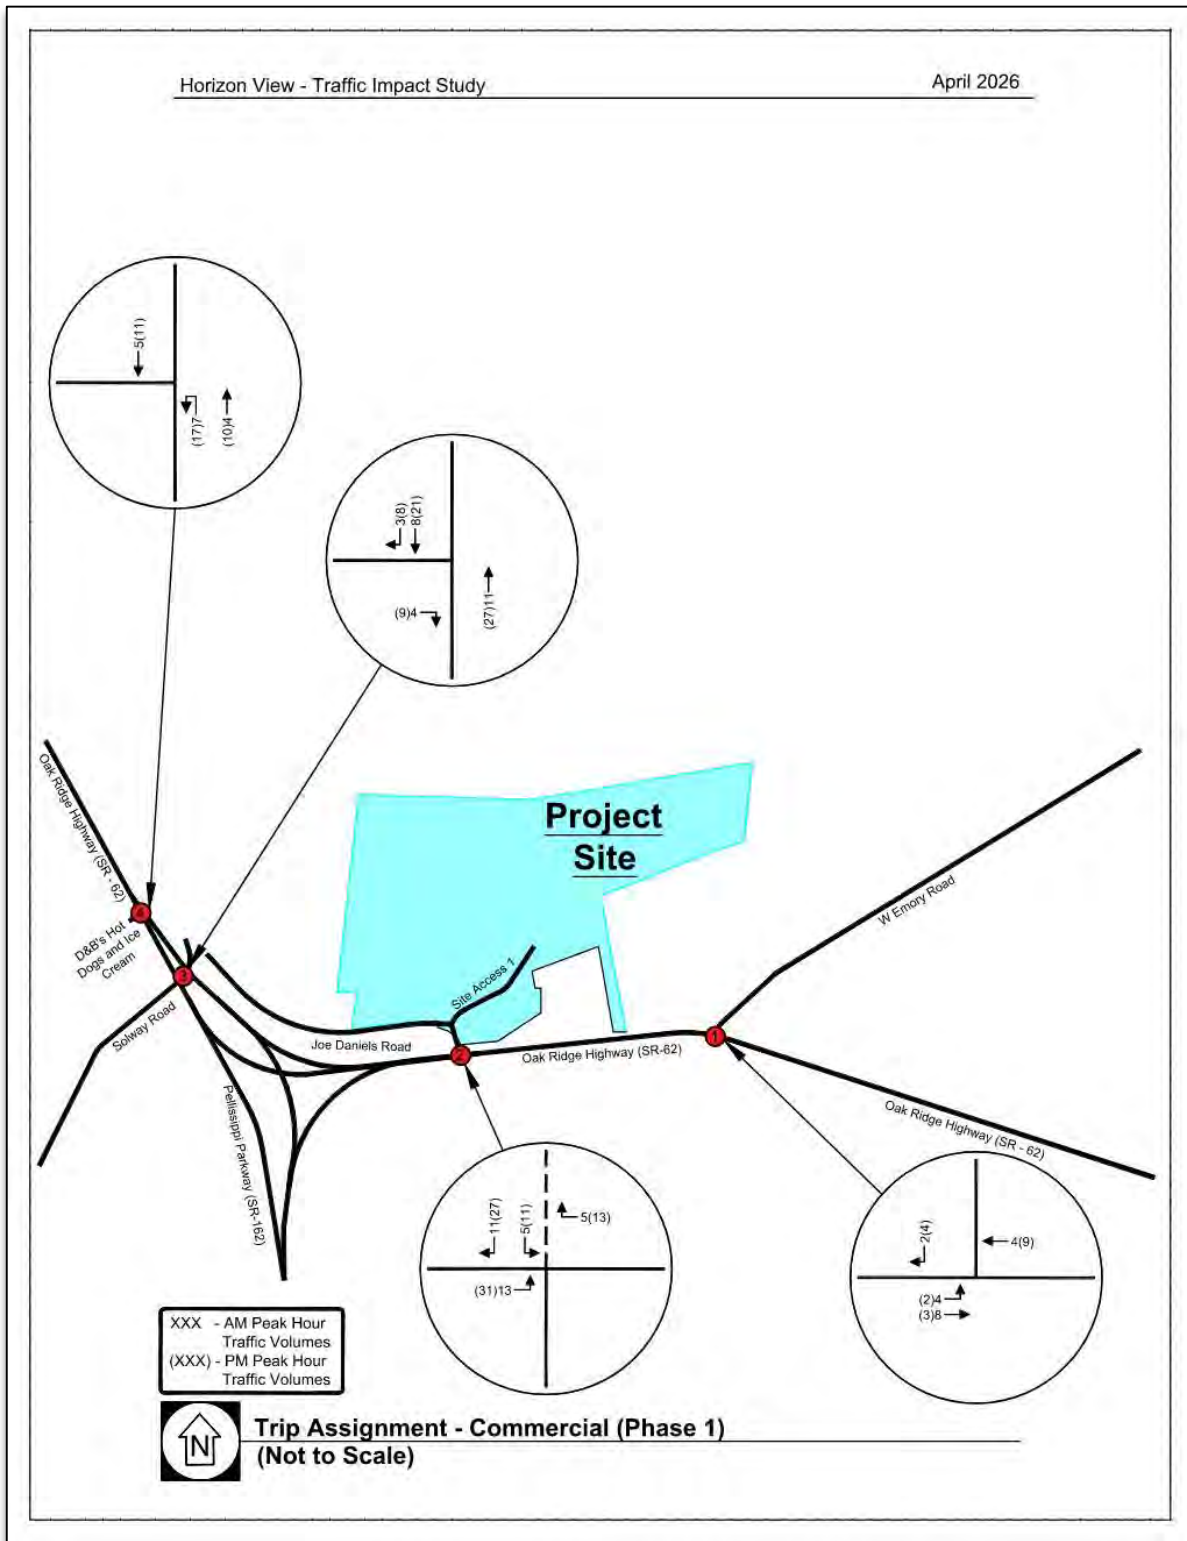 Horizon View - Traffic Impact Study
April 2026
5(11)
(17)7
(10)4
3(8)
8(21)
(9)4
(27)11
Project
Site
Oak Ridge Highway (SR - 62)
W Emory Road
4
D&B's Hot
Dogs and Ice
Cream
3
Site Access 1
Solway Road
Joe Daniels Road
2
Oak Ridge Highway (SR-62)
1
Pellissippi Parkway (SR-162)
Oak Ridge Highway (SR - 62)
11(27)
5(11)
5(13)
(31)13
2(4)
4(9)
(2)4
(3)8
XXX - AM Peak Hour
Traffic Volumes
(XXX) - PM Peak Hour
Traffic Volumes
N
Trip Assignment - Commercial (Phase 1)
(Not to Scale)